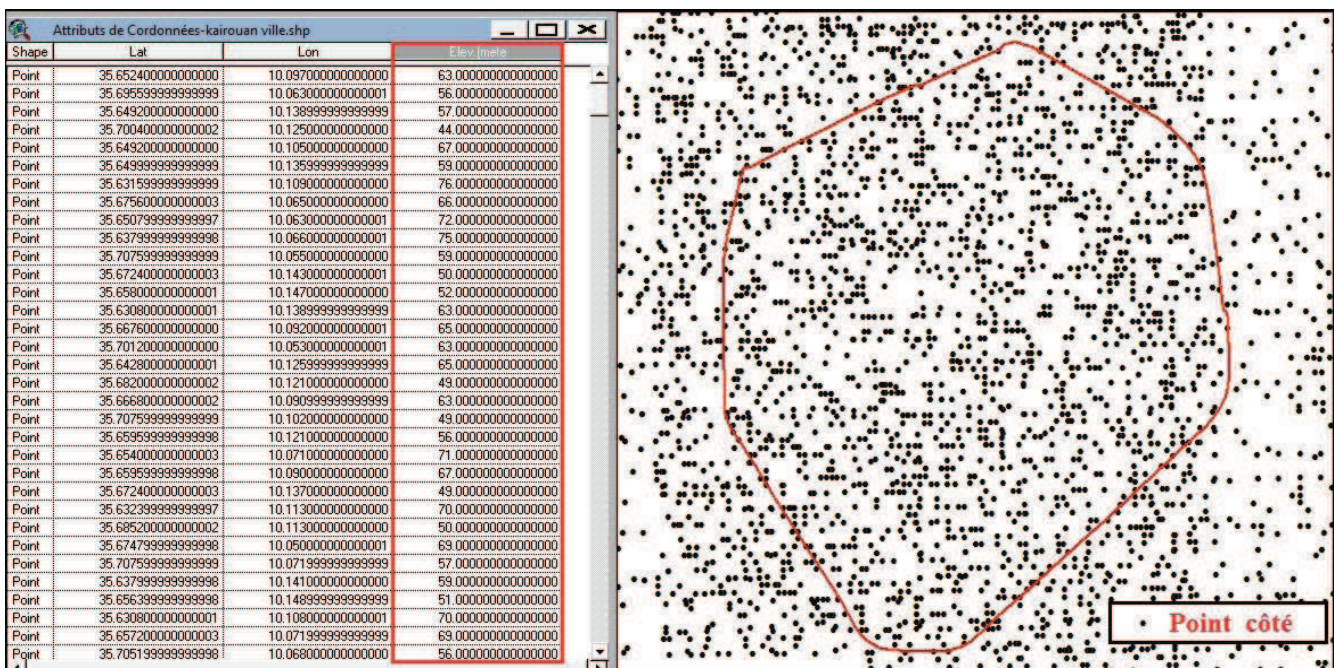 Attributs de Cordonnées-kairouan ville.shp
Shape Lat Lon Elev (mete
Point 35.652400000000000 10.097000000000000 63.000000000000000
Point 35.695599999999999 10.063000000000001 56.000000000000000
Point 35.649200000000000 10.138999999999999 57.000000000000000
Point 35.700400000000002 10.125000000000000 44.000000000000000
Point 35.649200000000000 10.105000000000000 67.000000000000000
Point 35.649999999999999 10.135999999999999 59.000000000000000
Point 35.631599999999999 10.109000000000000 76.000000000000000
Point 35.675600000000003 10.065000000000000 66.000000000000000
Point 35.650799999999997 10.063000000000001 72.000000000000000
Point 35.637999999999998 10.066000000000001 75.000000000000000
Point 35.707599999999999 10.055000000000000 59.000000000000000
Point 35.672400000000003 10.143000000000001 50.000000000000000
Point 35.658000000000001 10.147000000000000 52.000000000000000
Point 35.630800000000001 10.138999999999999 63.000000000000000
Point 35.667600000000000 10.092000000000001 65.000000000000000
Point 35.701200000000000 10.053000000000001 63.000000000000000
Point 35.642800000000001 10.125999999999999 65.000000000000000
Point 35.682000000000002 10.121000000000000 49.000000000000000
Point 35.666800000000002 10.090999999999999 63.000000000000000
Point 35.707599999999999 10.102000000000000 49.000000000000000
Point 35.659599999999998 10.121000000000000 56.000000000000000
Point 35.654000000000003 10.071000000000000 71.000000000000000
Point 35.659599999999998 10.090000000000000 67.000000000000000
Point 35.672400000000003 10.137000000000000 49.000000000000000
Point 35.632399999999997 10.113000000000000 70.000000000000000
Point 35.685200000000002 10.113000000000000 50.000000000000000
Point 35.674799999999998 10.050000000000001 69.000000000000000
Point 35.707599999999999 10.071999999999999 57.000000000000000
Point 35.637999999999998 10.141000000000000 59.000000000000000
Point 35.656399999999998 10.148999999999999 51.000000000000000
Point 35.630800000000001 10.108000000000001 70.000000000000000
Point 35.657200000000003 10.071999999999999 69.000000000000000
Point 35.705199999999998 10.068000000000000 56.000000000000000
Point côté